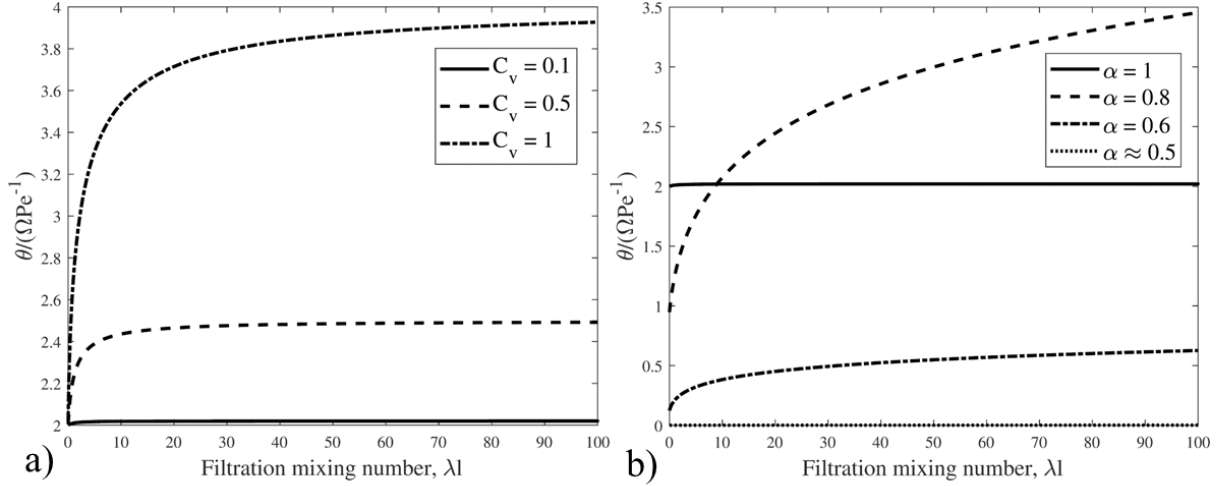 4
3.8
3.6
3.4
3.2
3
2.8
2.6
2.4
2.2
2
θ/(ΩPe⁻¹)
C_v = 0.1
C_v = 0.5
C_v = 1
0 10 20 30 40 50 60 70 80 90 100
Filtration mixing number, λl
a)
3.5
3
2.5
2
1.5
1
0.5
0
θ/(ΩPe⁻¹)
α = 1
α = 0.8
α = 0.6
α ≈ 0.5
0 10 20 30 40 50 60 70 80 90 100
Filtration mixing number, λl
b)